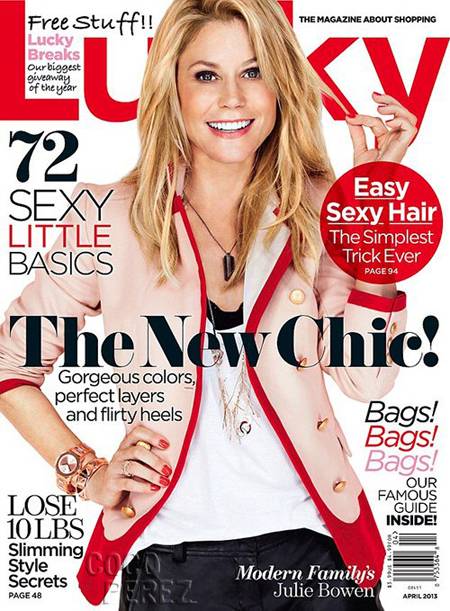 Free Stuff!!
Lucky
Breaks
Our biggest
giveaway
of the year
THE MAGAZINE ABOUT SHOPPING
Lucky
72
SEXY
LITTLE
BASICS
Easy
Sexy Hair
The Simplest
Trick Ever
PAGE 94
The New Chic!
Gorgeous colors,
perfect layers
and flirty heels
Bags!
Bags!
Bags!
OUR
FAMOUS
GUIDE
INSIDE!
LOSE
10 LBS
Slimming
Style
Secrets
PAGE 48
COCO
PEREZ
Modern Family's
Julie Bowen
APRIL 2013
04